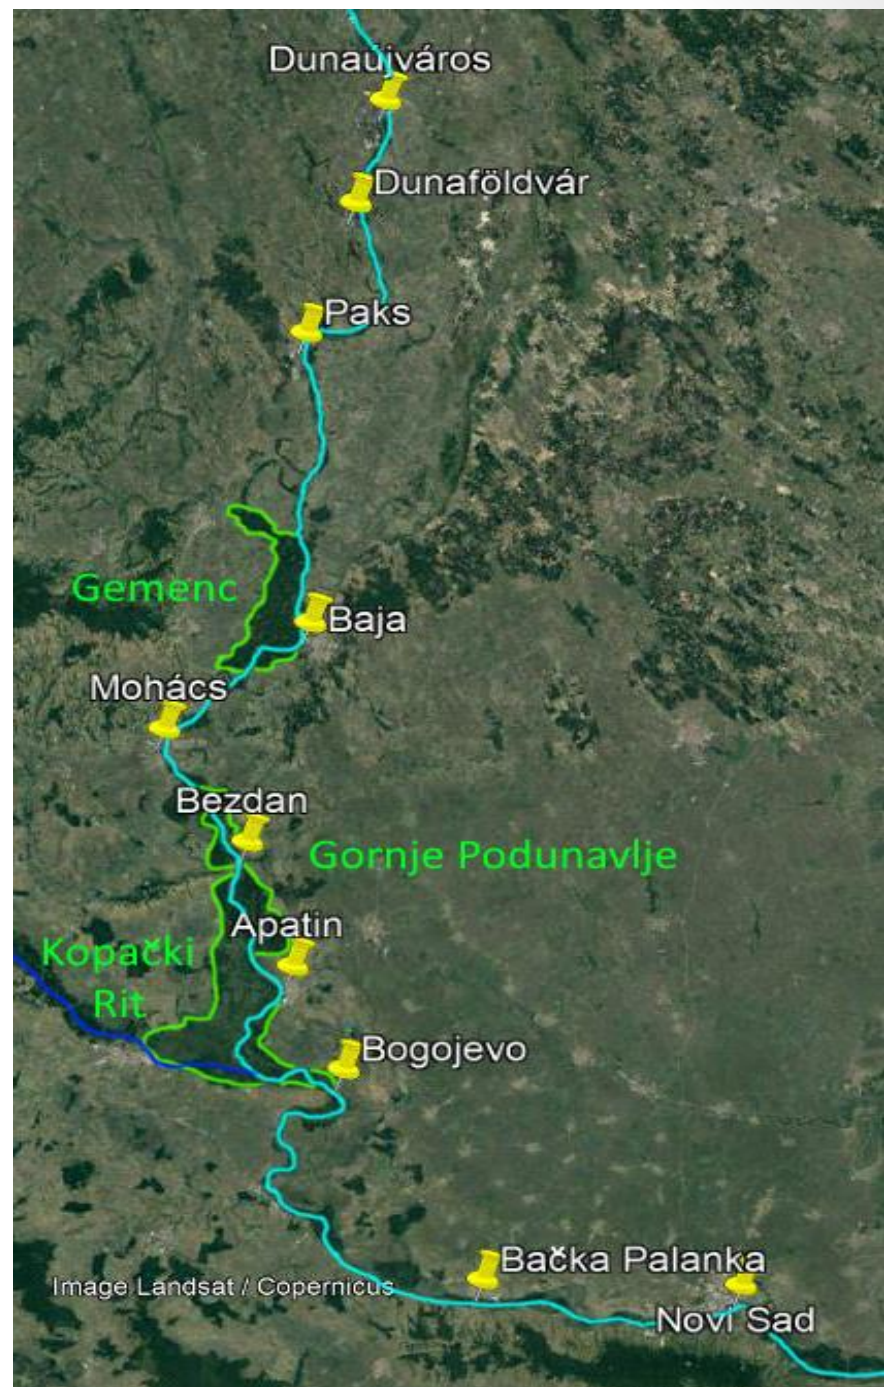 Dunaújváros
Dunaföldvár
Paks
Gemenc
Baja
Mohács
Bezdan
Gornje Podunavlje
Apatin
Kopački
Rit
Bogojevo
Bačka Palanka
Image Landsat / Copernicus
Novi Sad